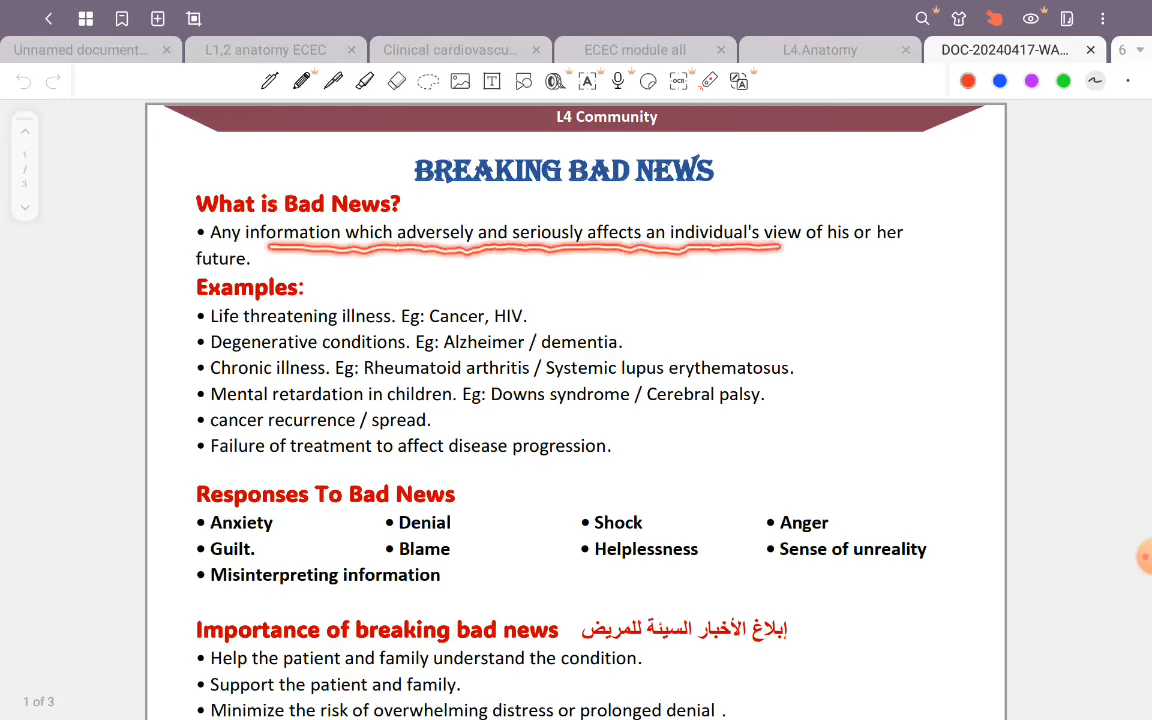 Unnamed document...
L1,2 anatomy ECEC
Clinical cardiovascu...
ECEC module all
L4.Anatomy
DOC-20240417-WA...
6
OCR
L4 Community
BREAKING BAD NEWS
What is Bad News?
• Any information which adversely and seriously affects an individual's view of his or her
future.
Examples:
• Life threatening illness. Eg: Cancer, HIV.
• Degenerative conditions. Eg: Alzheimer / dementia.
• Chronic illness. Eg: Rheumatoid arthritis / Systemic lupus erythematosus.
• Mental retardation in children. Eg: Downs syndrome / Cerebral palsy.
• cancer recurrence / spread.
• Failure of treatment to affect disease progression.
Responses To Bad News
• Anxiety • Denial • Shock • Anger
• Guilt. • Blame • Helplessness • Sense of unreality
• Misinterpreting information
Importance of breaking bad news إبلاغ الأخبار السيئة للمريض
• Help the patient and family understand the condition.
• Support the patient and family.
• Minimize the risk of overwhelming distress or prolonged denial .
1
/
3
1 of 3